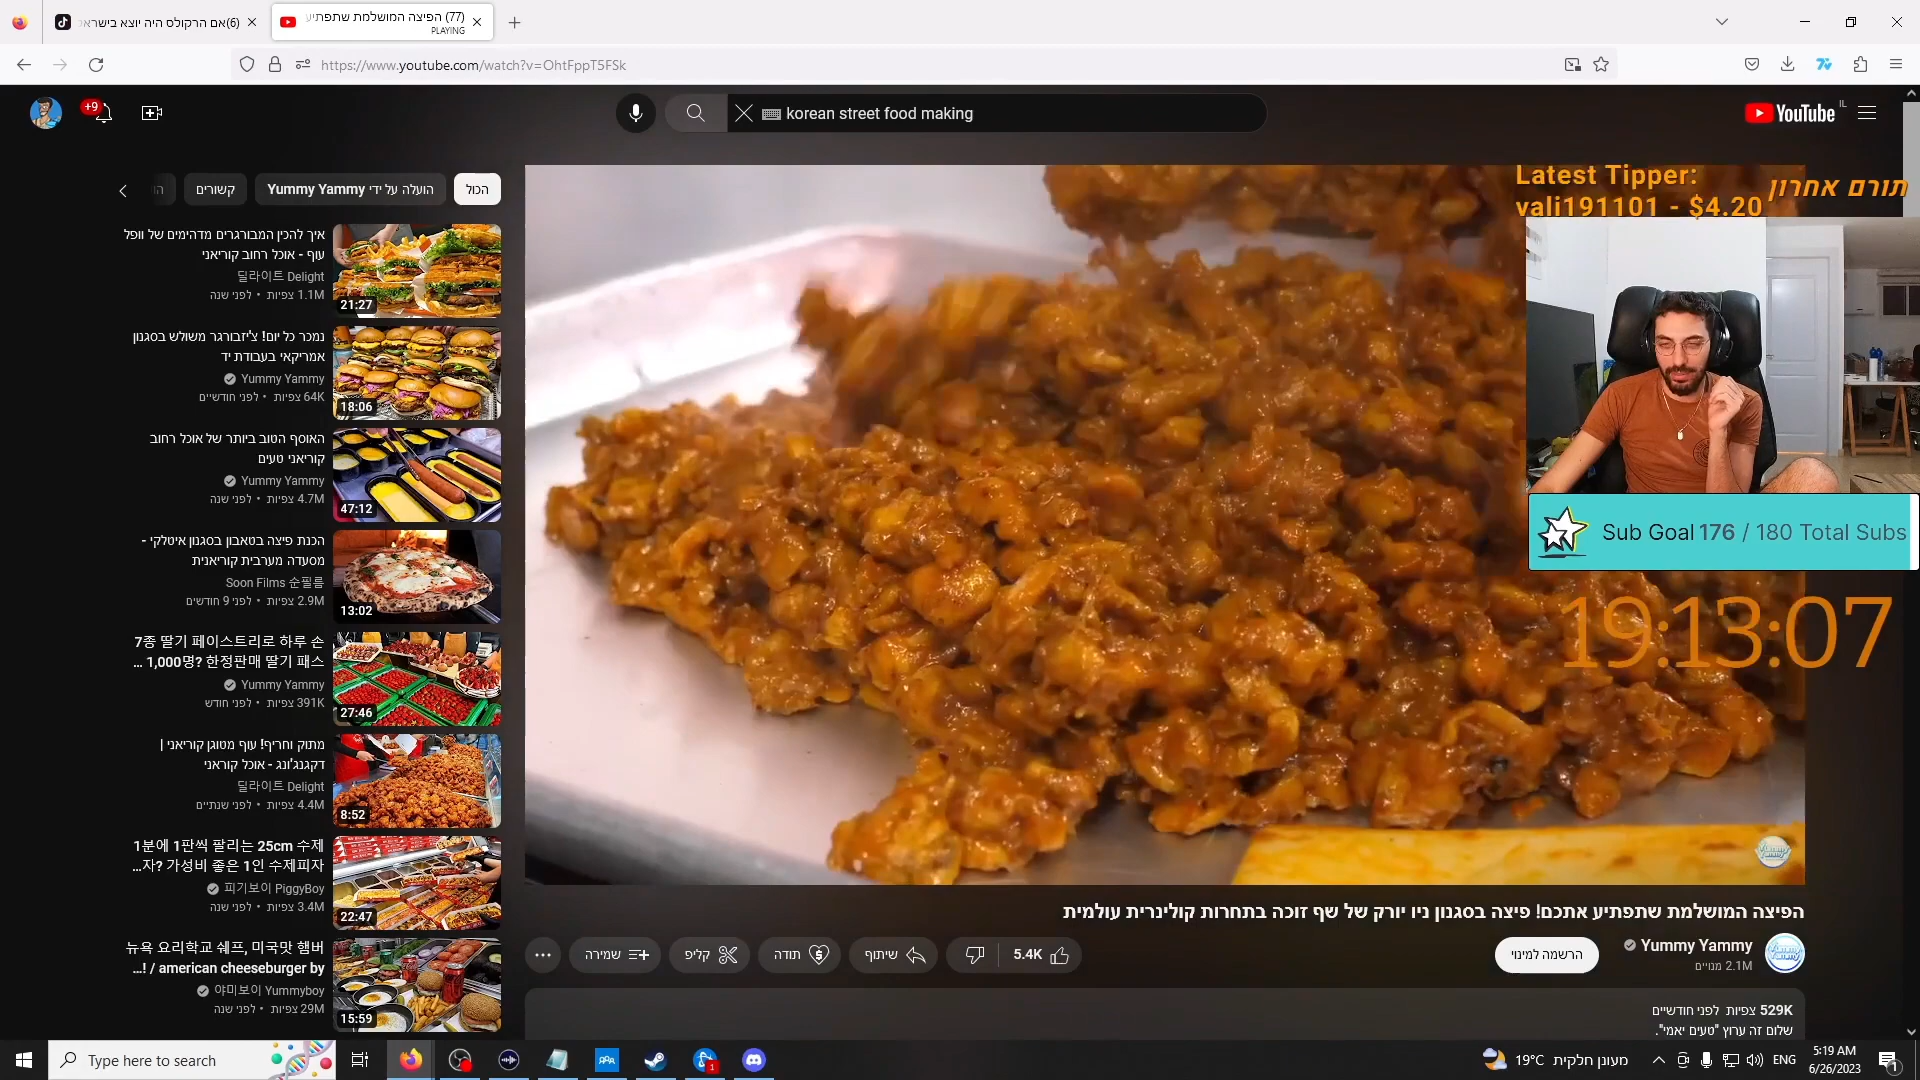 (6)אם הרקולס היה יוצא בישראל
(77) הפיצה המושלמת שתפתיע
PLAYING
https://www.youtube.com/watch?v=OhtFppT5FSk
+9
korean street food making
YouTube IL
הכול
הועלה על ידי Yummy Yammy
קשורים
איך להכין המבורגרים מדהימים של וופל
עוף - אוכל רחוב קוריאני
딜라이트 Delight
1.1M צפיות • לפני שנה
21:27
נמכר כל יום! צ'יזבורגר משולש בסגנון
אמריקאי בעבודת יד
Yummy Yammy
64K צפיות • לפני חודשיים
18:06
האוסף הטוב ביותר של אוכל רחוב
קוריאני טעים
Yummy Yammy
4.7M צפיות • לפני שנה
47:12
הכנת פיצה בטאבון בסגנון איטלקי -
מסעדה מערבית קוריאנית
Soon Films 순필름
2.9M צפיות • לפני 9 חודשים
13:02
7종 딸기 페이스트리로 하루 손
1,000명? 한정판매 딸기 패스 ...
Yummy Yammy
391K צפיות • לפני חודש
27:46
מתוק וחריף! עוף מטוגן קוריאני |
דקגנג'ונג - אוכל קוראני
딜라이트 Delight
4.4M צפיות • לפני שנתיים
8:52
1분에 1판씩 팔리는 25cm 수제
자? 가성비 좋은 1인 수제피자...
피기보이 PiggyBoy
3.4M צפיות • לפני שנה
22:47
뉴욕 요리학교 쉐프, 미국맛 햄버
! / american cheeseburger by...
야미보이 Yummyboy
29M צפיות • לפני שנה
15:59
Latest Tipper:
vali191101 - $4.20
תורם אחרון
Sub Goal 176 / 180 Total Subs
19:13:07
Yummy Yammy
הפיצה המושלמת שתפתיע אתכם! פיצה בסגנון ניו יורק של שף זוכה בתחרות קולינרית עולמית
Yummy Yammy
2.1M מנויים
הרשמה למינוי
5.4K
שיתוף
תודה
קליפ
שמירה
529K צפיות לפני חודשיים
שלום זה ערוץ "טעים יאמי".
Type here to search
19°C מעונן חלקית
ENG
5:19 AM
6/26/2023
1
1